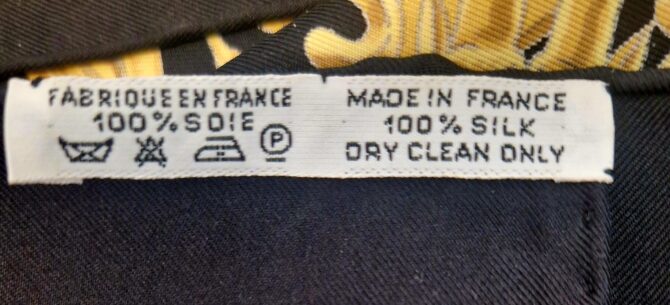 FABRIQUE EN FRANCE
100% SOIE
P
MADE IN FRANCE
100% SILK
DRY CLEAN ONLY